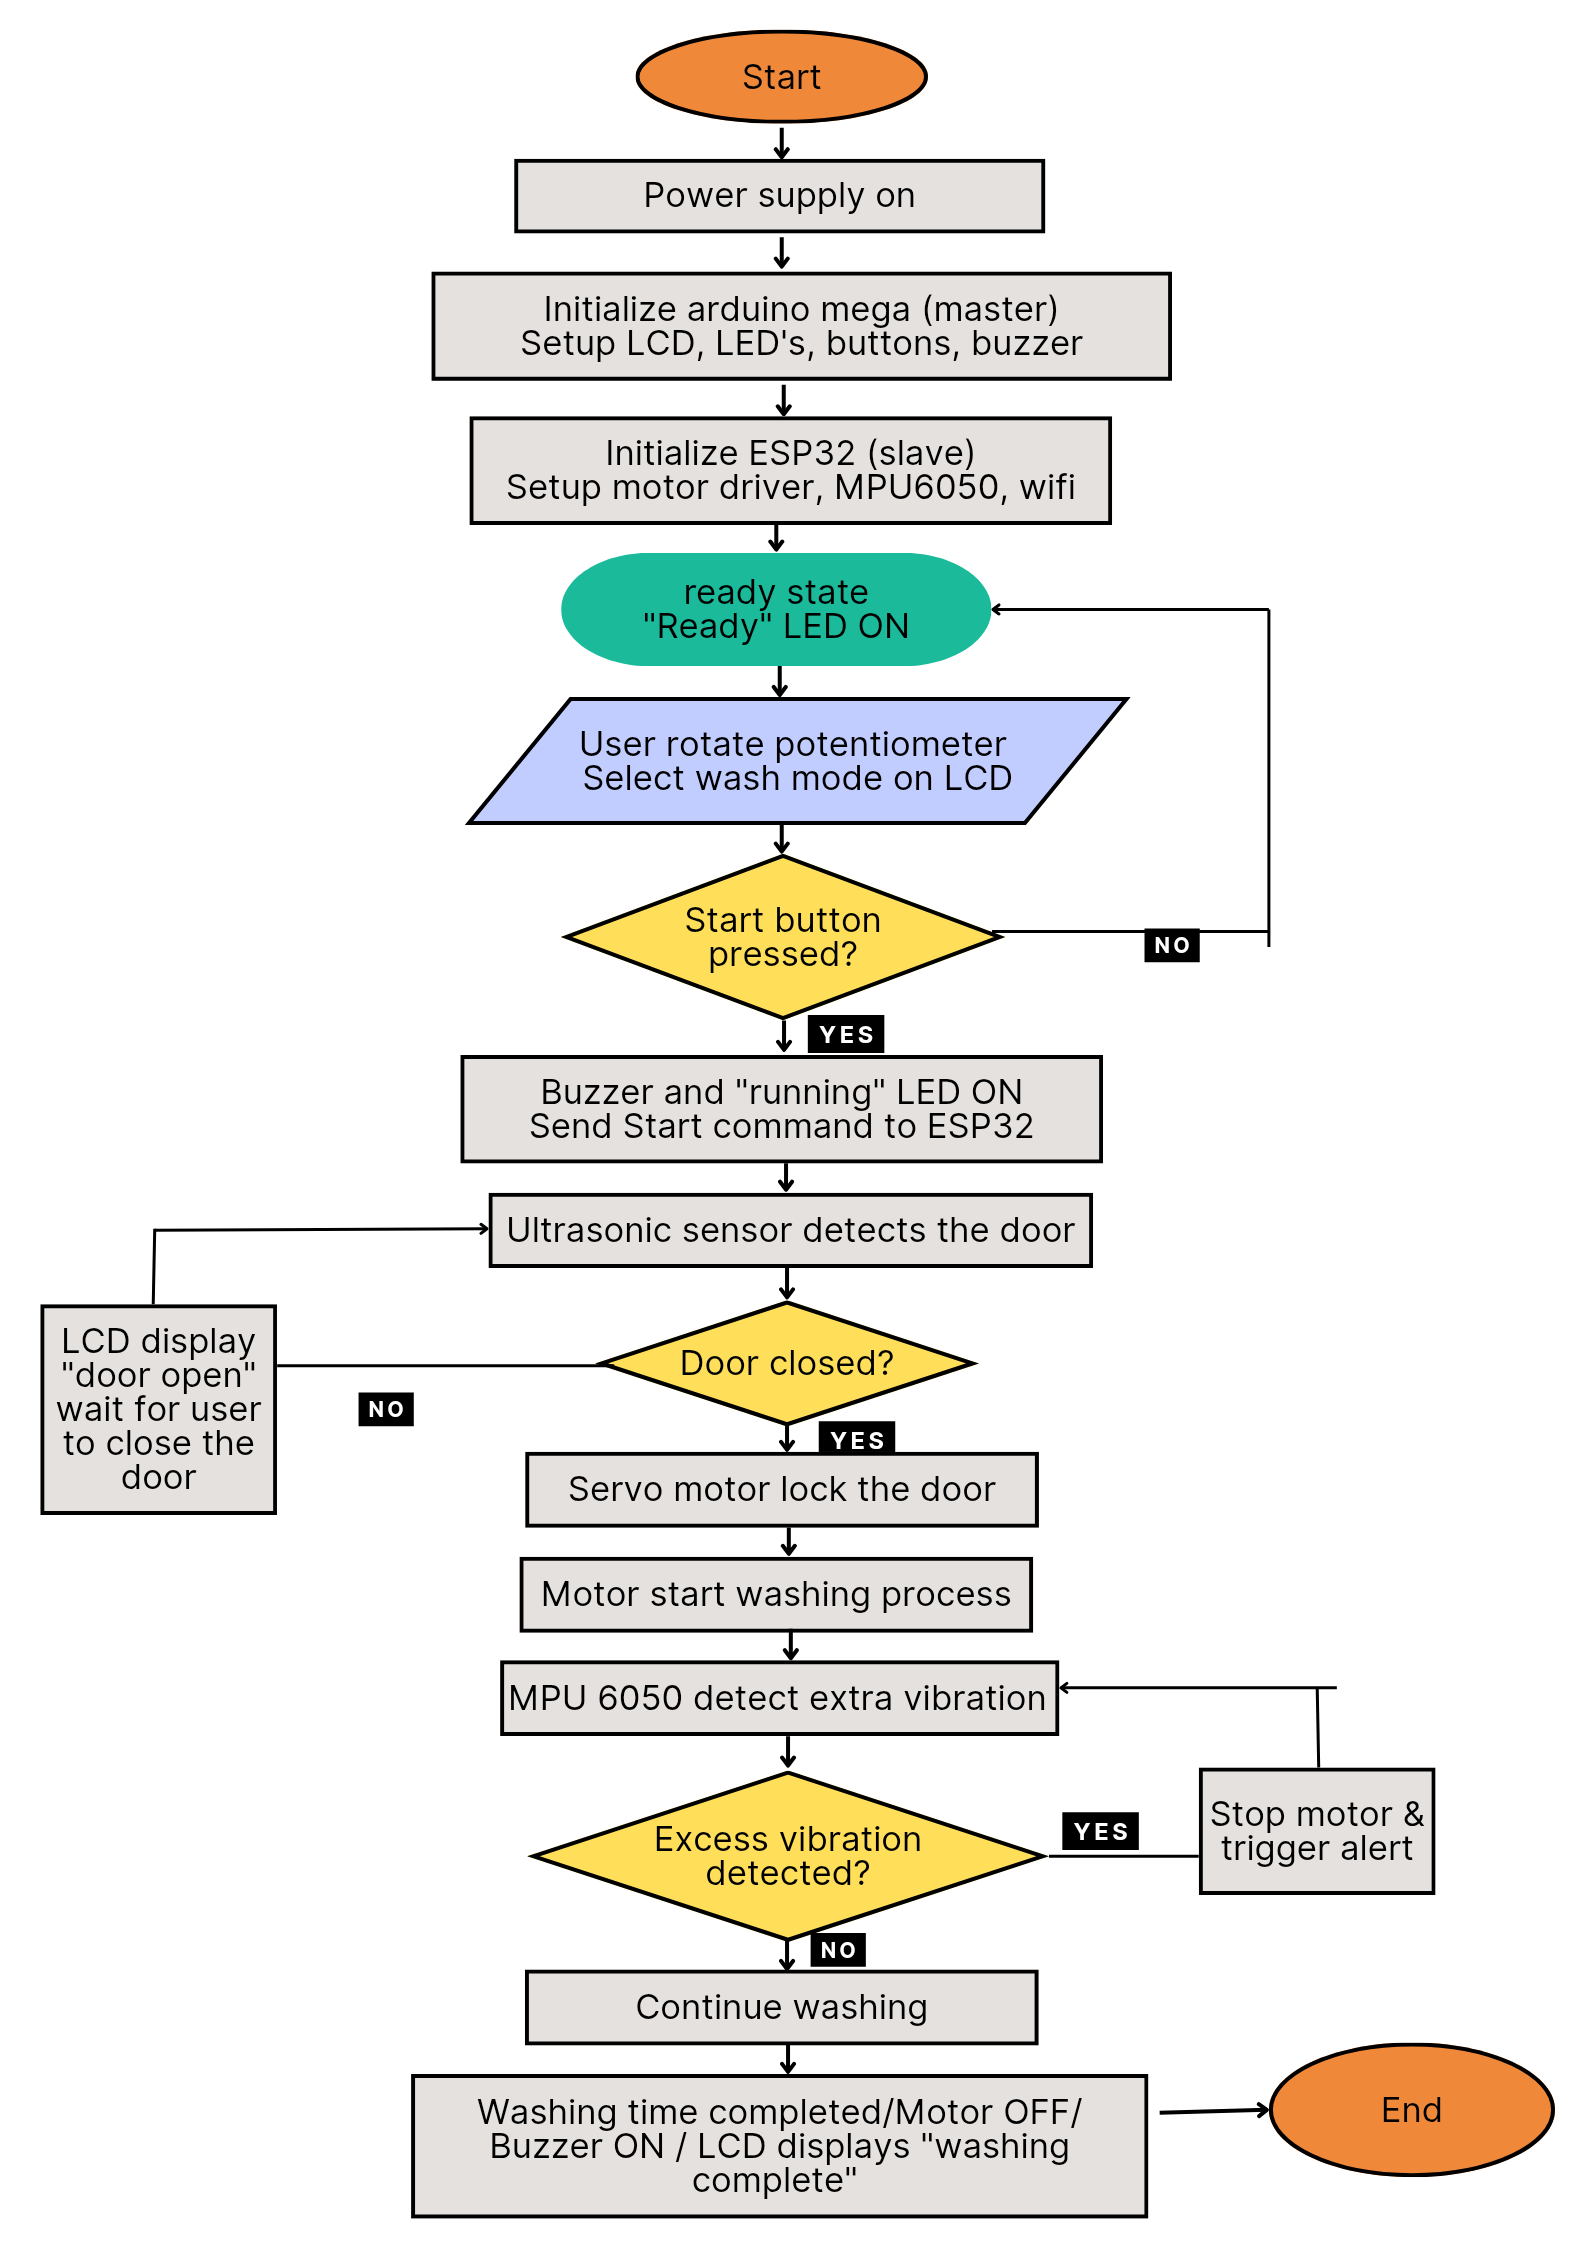 Start
Power supply on
Initialize arduino mega (master)
Setup LCD, LED's, buttons, buzzer
Initialize ESP32 (slave)
Setup motor driver, MPU6050, wifi
ready state
"Ready" LED ON
User rotate potentiometer
Select wash mode on LCD
Start button
pressed?
NO
YES
Buzzer and "running" LED ON
Send Start command to ESP32
Ultrasonic sensor detects the door
LCD display
"door open"
wait for user
to close the
door
Door closed?
NO
YES
Servo motor lock the door
Motor start washing process
MPU 6050 detect extra vibration
Excess vibration
detected?
YES
Stop motor &
trigger alert
NO
Continue washing
Washing time completed/Motor OFF/
Buzzer ON / LCD displays "washing
complete"
End